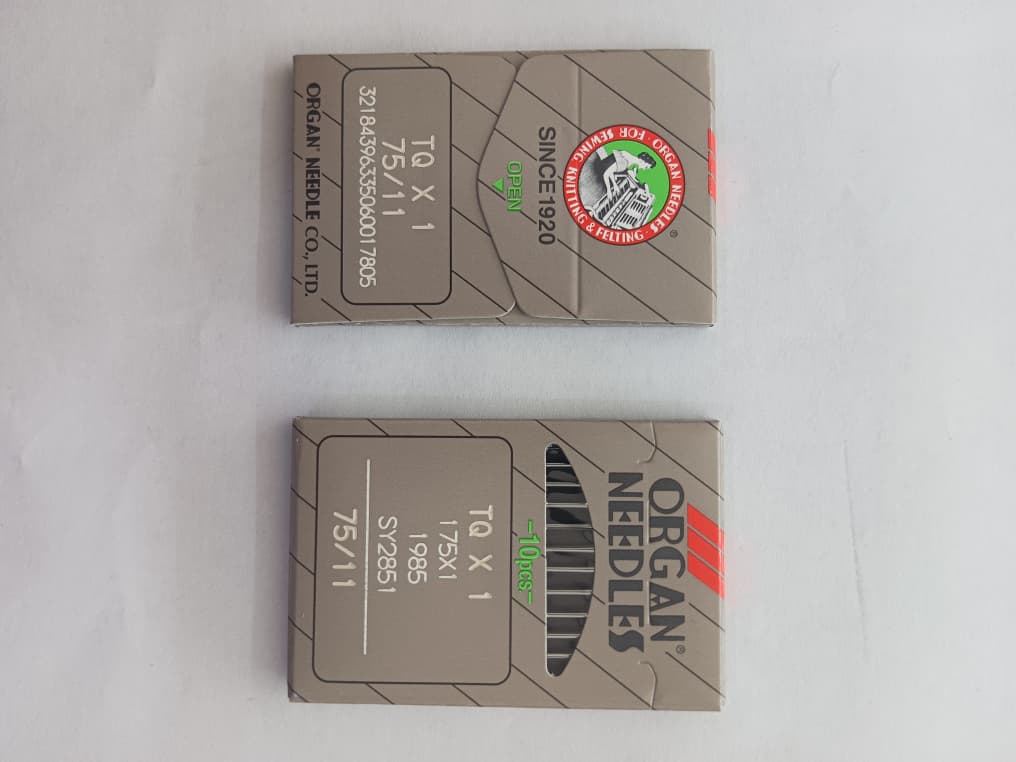 FOR SEWING · KNITTING & FELTING · ORGAN NEEDLES ·
®
SINCE1920
OPEN
TQ X 1
75/11
32184396335060017805
ORGAN® NEEDLE CO., LTD.
ORGAN®
NEEDLES
-10pcs-
TQ X 1
175X1
1985
SY2851
75/11